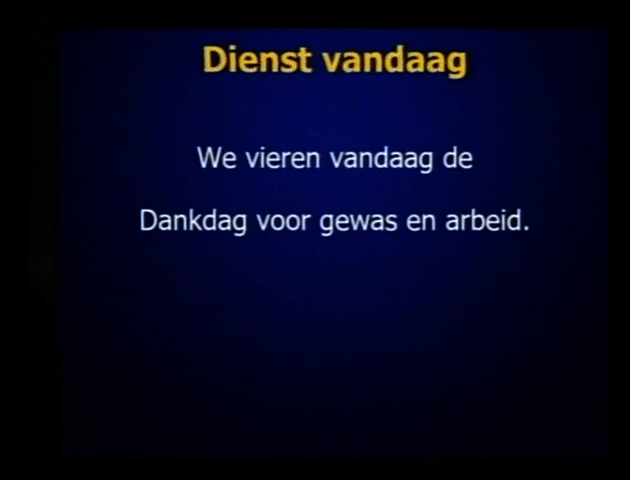 Dienst vandaag
We vieren vandaag de
Dankdag voor gewas en arbeid.